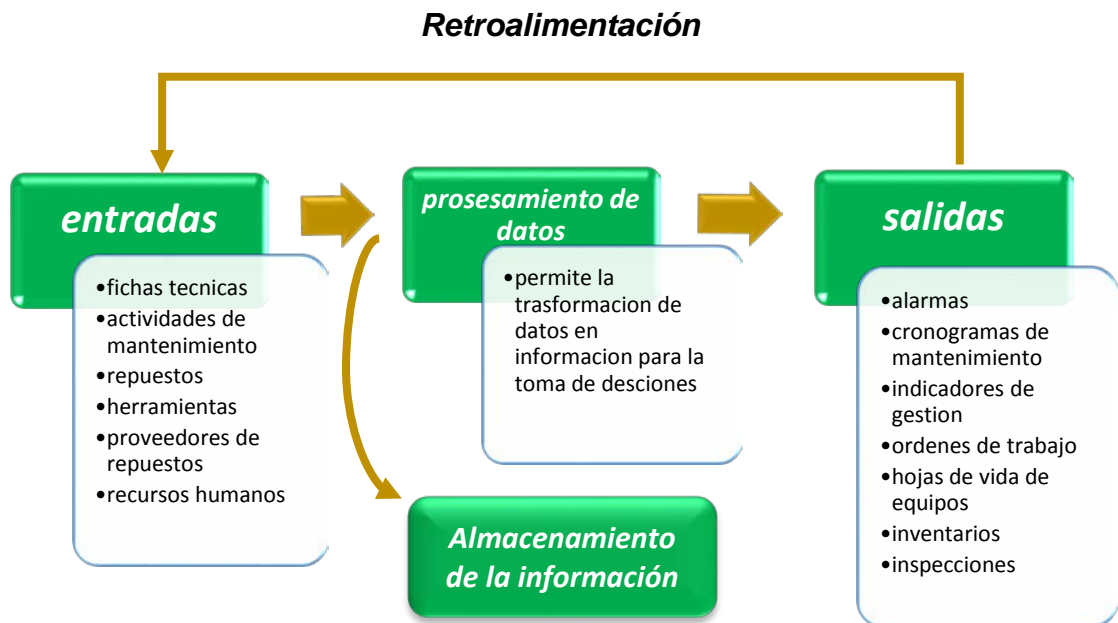 Retroalimentación
entradas
•fichas tecnicas
•actividades de
mantenimiento
•repuestos
•herramientas
•proveedores de
repuestos
•recursos humanos
prosesamiento de
datos
•permite la
trasformacion de
datos en
informacion para la
toma de desciones
Almacenamiento
de la información
salidas
•alarmas
•cronogramas de
mantenimiento
•indicadores de
gestion
•ordenes de trabajo
•hojas de vida de
equipos
•inventarios
•inspecciones